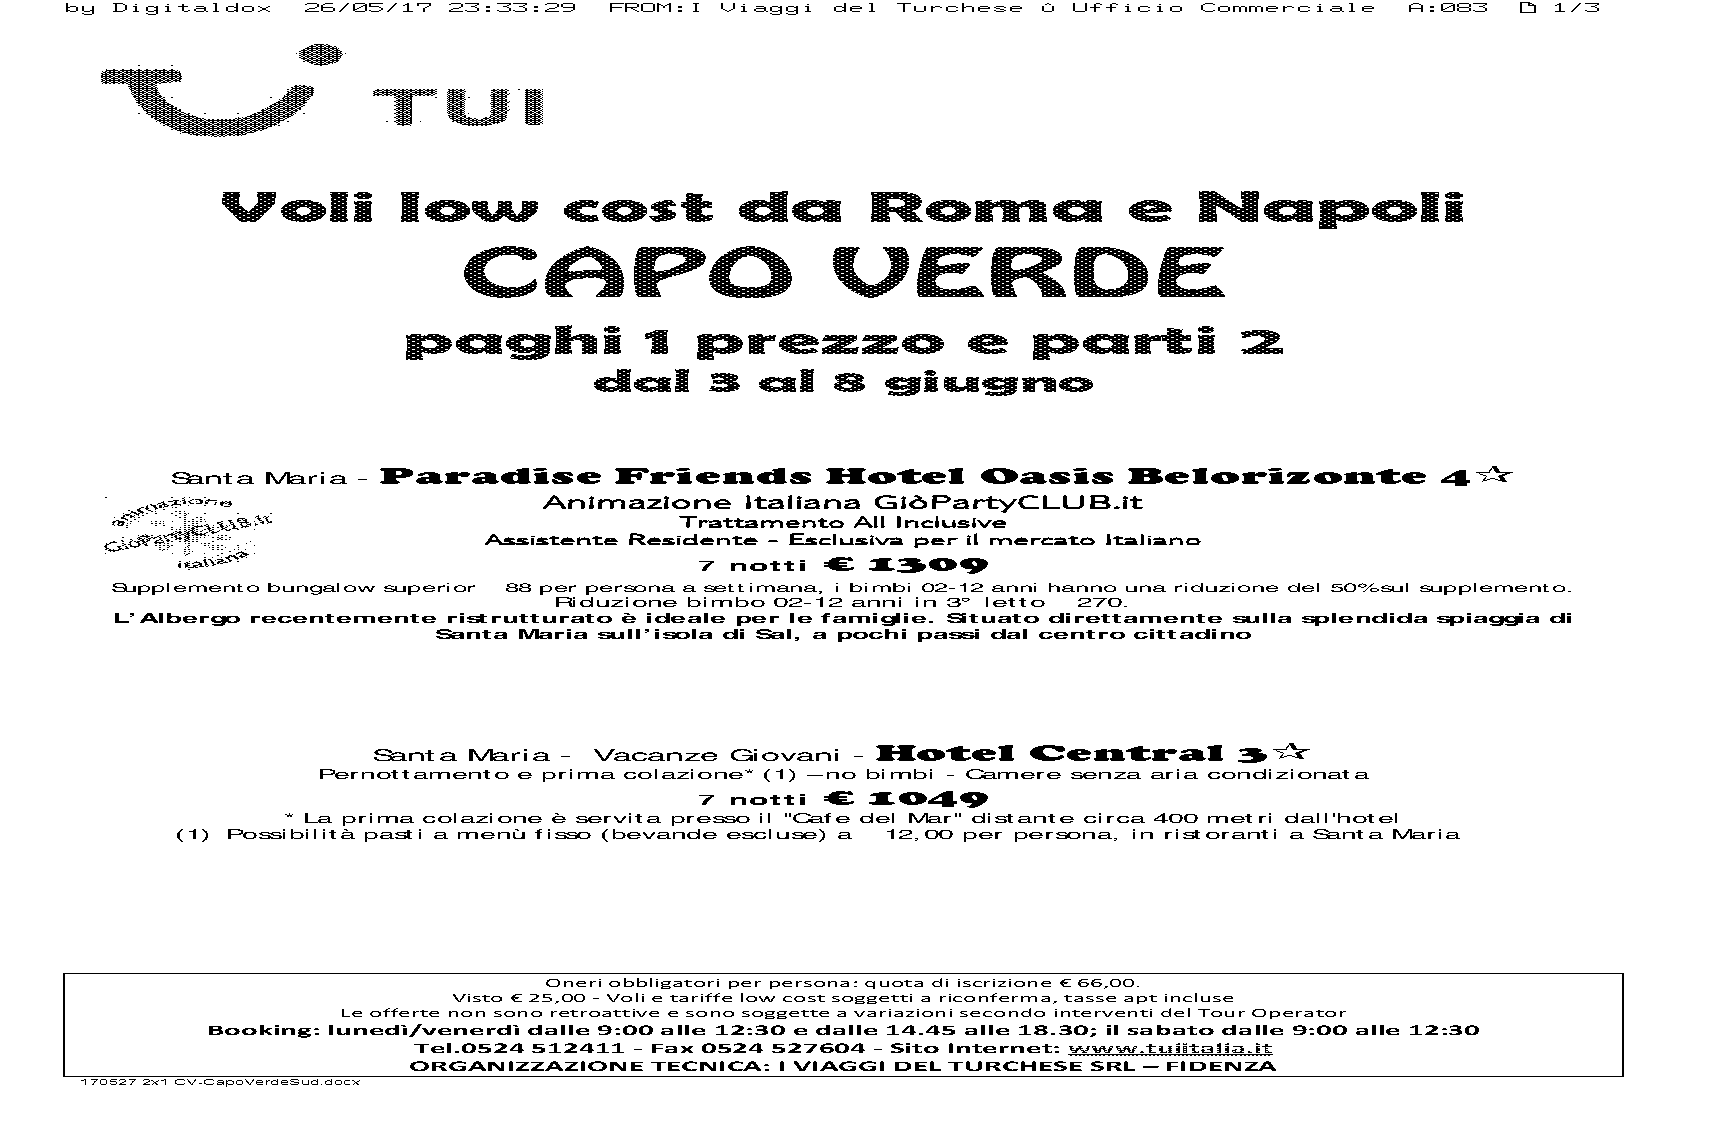 by Digitaldox 26/05/17 23:33:29 FROM:I Viaggi del Turchese û Ufficio Commerciale A:083 1/3
TUI
Voli low cost da Roma e Napoli
CAPO VERDE
paghi 1 prezzo e parti 2
dal 3 al 8 giugno
Santa Maria - Paradise Friends Hotel Oasis Belorizonte 4☆
animazione
GiòPartyCLUB.it
italiana
Animazione Italiana GiòPartyCLUB.it
Trattamento All Inclusive
Assistente Residente - Esclusiva per il mercato Italiano
7 notti € 1309
Supplemento bungalow superior 88 per persona a settimana, i bimbi 02-12 anni hanno una riduzione del 50%sul supplemento.
Riduzione bimbo 02-12 anni in 3° letto 270.
L'Albergo recentemente ristrutturato è ideale per le famiglie. Situato direttamente sulla splendida spiaggia di
Santa Maria sull'isola di Sal, a pochi passi dal centro cittadino
Santa Maria - Vacanze Giovani - Hotel Central 3☆
Pernottamento e prima colazione* (1) –no bimbi - Camere senza aria condizionata
7 notti € 1049
* La prima colazione è servita presso il "Cafe del Mar" distante circa 400 metri dall'hotel
(1) Possibilità pasti a menù fisso (bevande escluse) a 12,00 per persona, in ristoranti a Santa Maria
Oneri obbligatori per persona: quota di iscrizione € 66,00.
Visto € 25,00 - Voli e tariffe low cost soggetti a riconferma, tasse apt incluse
Le offerte non sono retroattive e sono soggette a variazioni secondo interventi del Tour Operator
Booking: lunedì/venerdì dalle 9:00 alle 12:30 e dalle 14.45 alle 18.30; il sabato dalle 9:00 alle 12:30
Tel.0524 512411 - Fax 0524 527604 - Sito Internet: www.tuiitalia.it
ORGANIZZAZIONE TECNICA: I VIAGGI DEL TURCHESE SRL – FIDENZA
170527 2x1 CV-CapoVerdeSud.docx